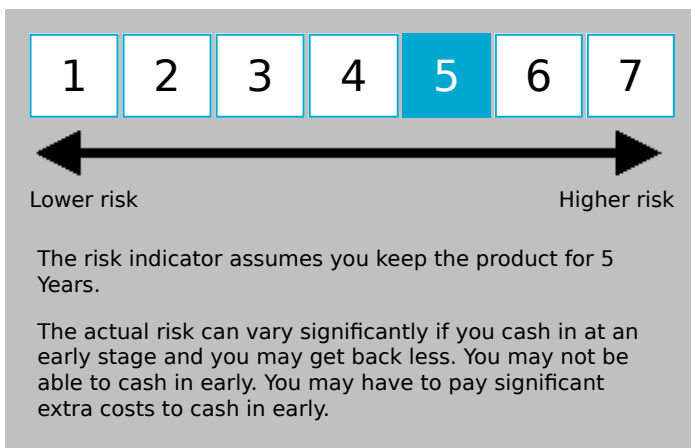 1 2 3 4 5 6 7
Lower risk Higher risk
The risk indicator assumes you keep the product for 5
Years.
The actual risk can vary significantly if you cash in at an
early stage and you may get back less. You may not be
able to cash in early. You may have to pay significant
extra costs to cash in early.